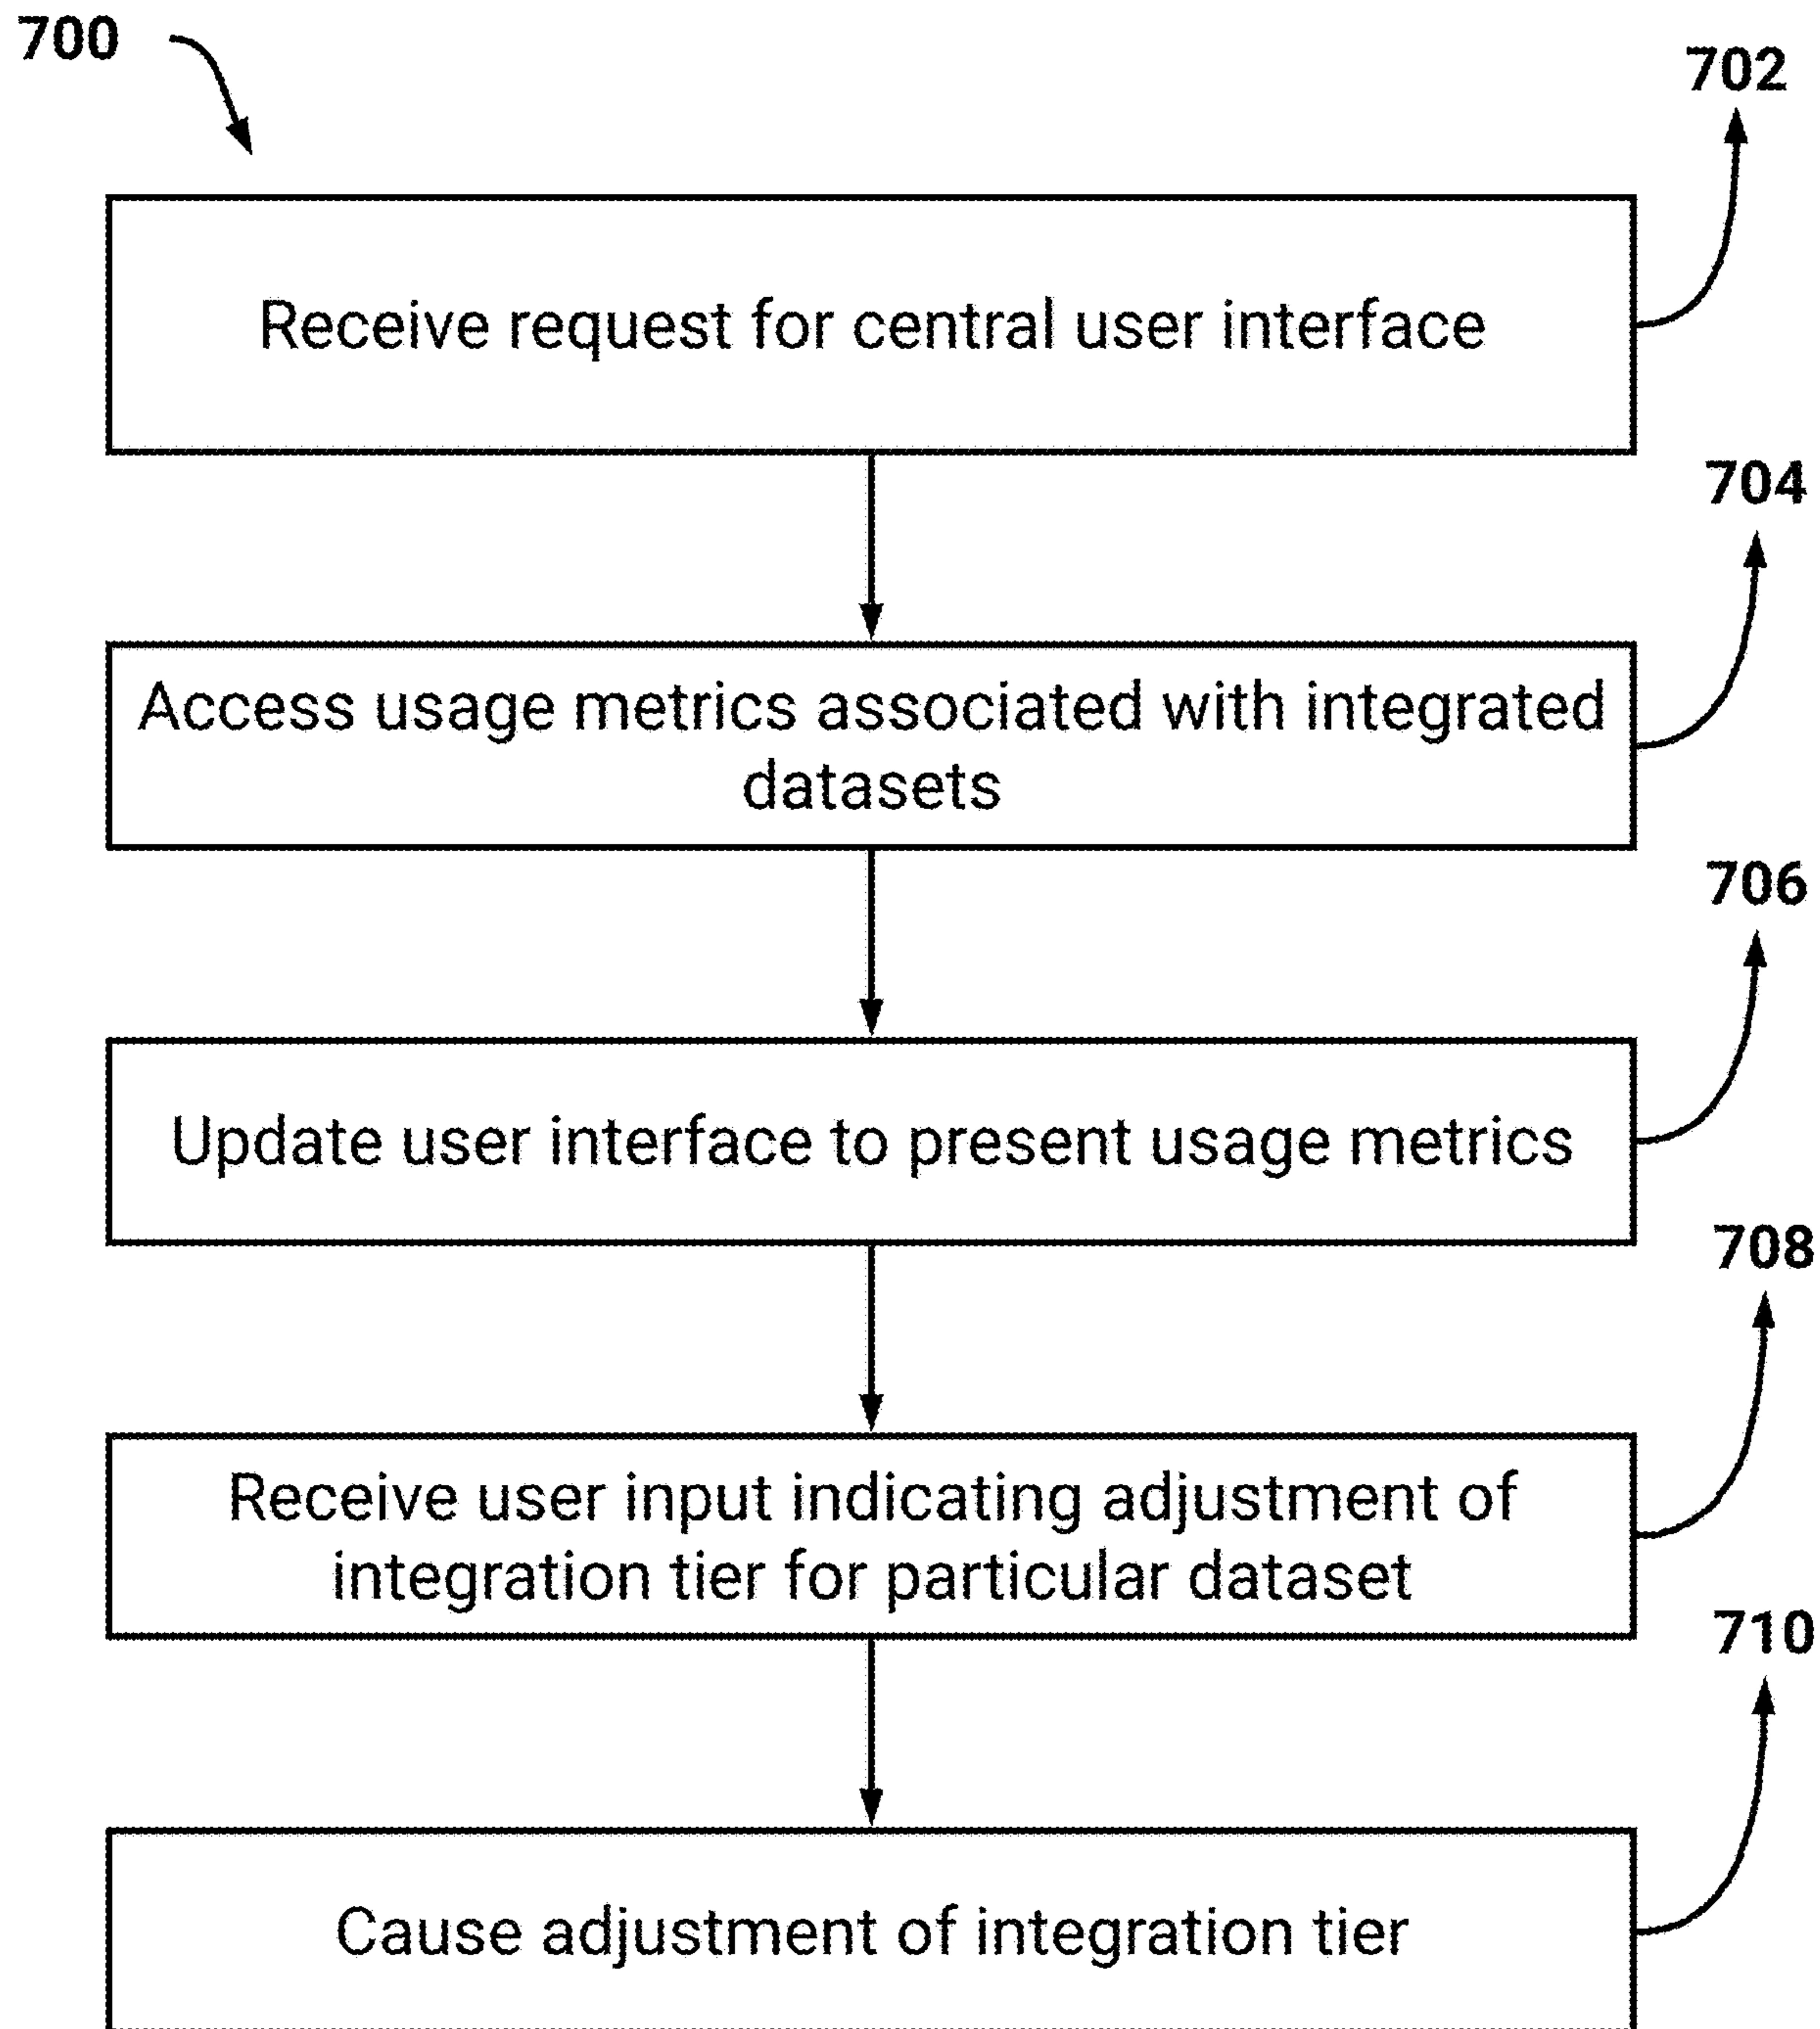 700
702
Receive request for central user interface
704
Access usage metrics associated with integrated
datasets
706
Update user interface to present usage metrics
708
Receive user input indicating adjustment of
integration tier for particular dataset
710
Cause adjustment of integration tier